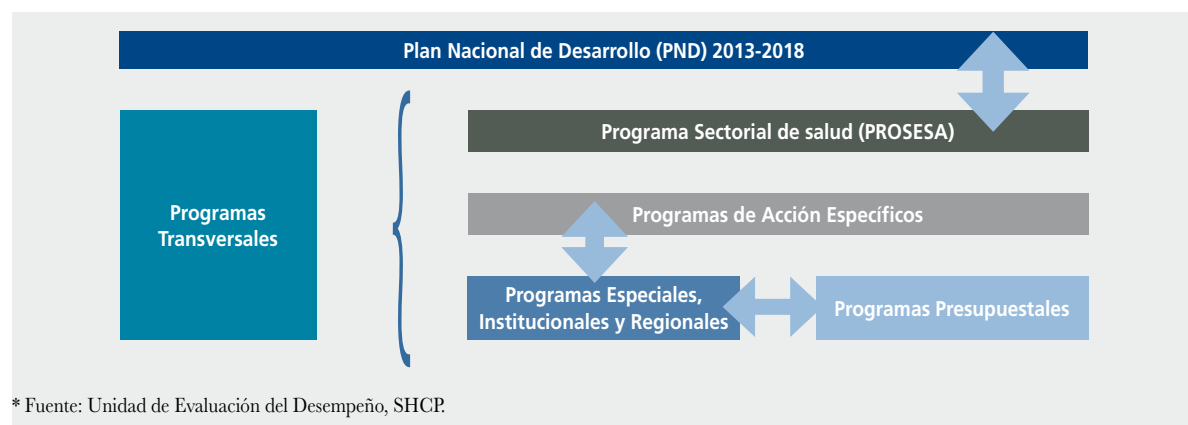 Plan Nacional de Desarrollo (PND) 2013-2018
Programas
Transversales
Programa Sectorial de salud (PROSESA)
Programas de Acción Específicos
Programas Especiales,
Institucionales y Regionales
Programas Presupuestales
* Fuente: Unidad de Evaluación del Desempeño, SHCP.